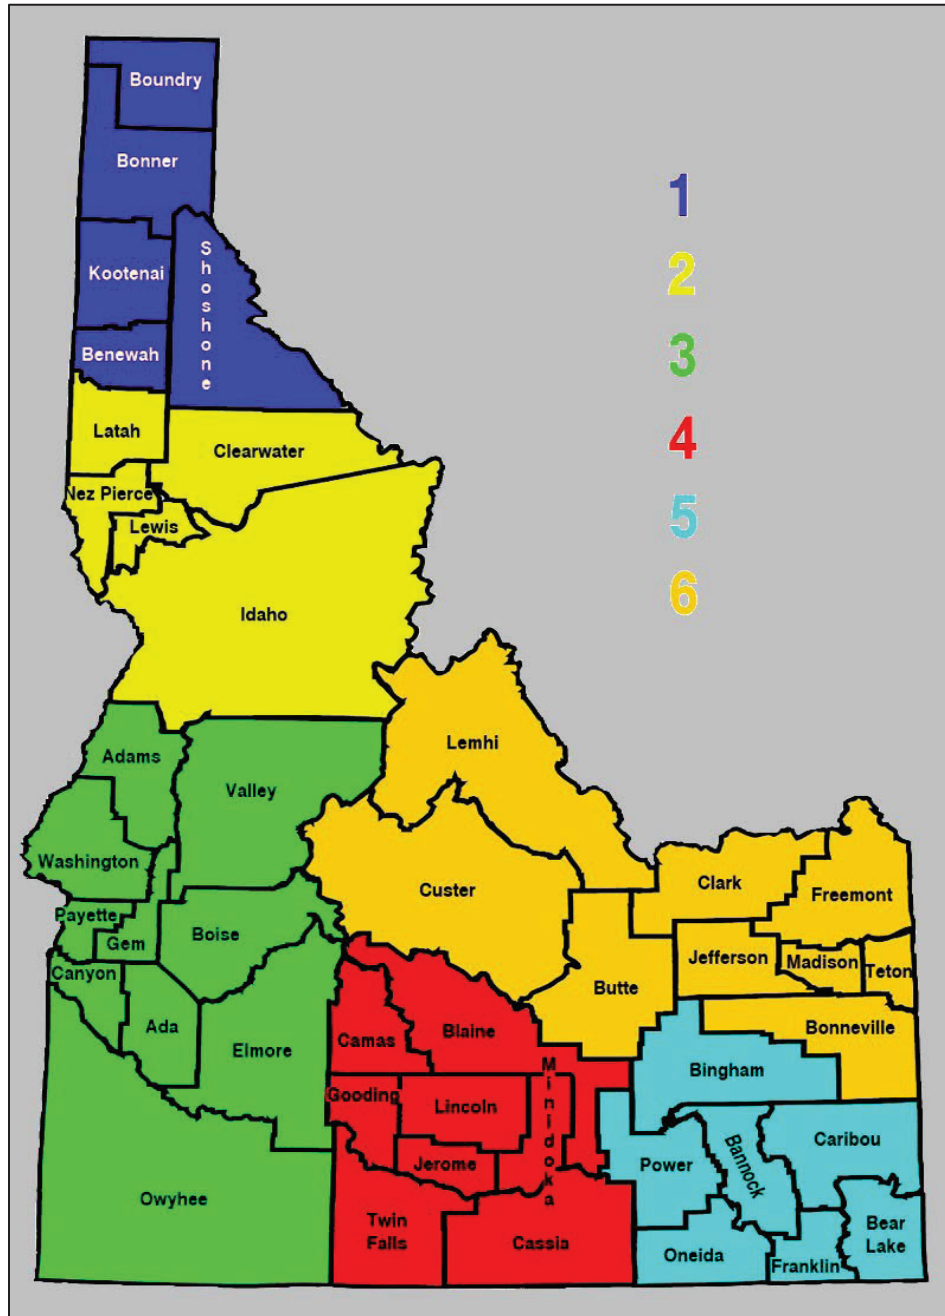 Boundry
Bonner
1
Shoshone
Kootenai
2
Benewah
3
Latah
Clearwater
4
Nez Pierce
Lewis
5
6
Idaho
Lemhi
Adams
Valley
Washington
Custer
Clark
Freemont
Payette
Gem
Boise
Canyon
Jefferson
Madison
Teton
Butte
Ada
Elmore
Camas
Blaine
Bonneville
Minidoka
Bingham
Gooding
Lincoln
Caribou
Jerome
Power
Bannock
Owyhee
Twin
Falls
Cassia
Oneida
Franklin
Bear
Lake